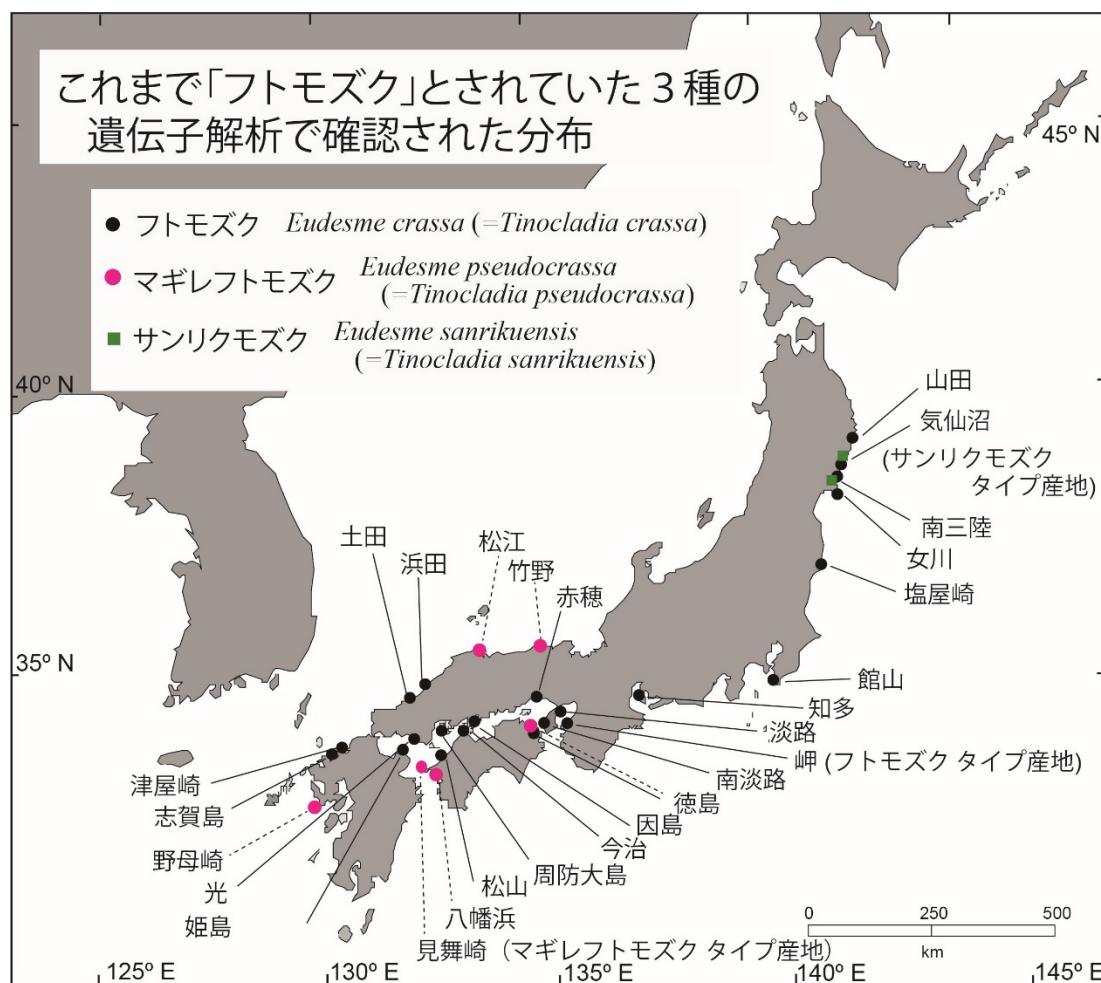 これまで「フトモズク」とされていた3種の
遺伝子解析で確認された分布
フトモズク Eudesme crassa (=Tinocladia crassa)
マギレフトモズク Eudesme pseudocrassa
(=Tinocladia pseudocrassa)
サンリクモズク Eudesme sanrikuensis
(=Tinocladia sanrikuensis)
45º N
40º N
35º N
山田
気仙沼
(サンリクモズク
タイプ産地)
南三陸
女川
塩屋崎
館山
知多
淡路
岬 (フトモズク タイプ産地)
南淡路
徳島
因島
今治
周防大島
松山
八幡浜
見舞崎(マギレフトモズク タイプ産地)
土田
浜田
松江
竹野
赤穂
津屋崎
志賀島
野母崎
光
姫島
0 250 500
km
125º E 130º E 135º E 140º E 145º E